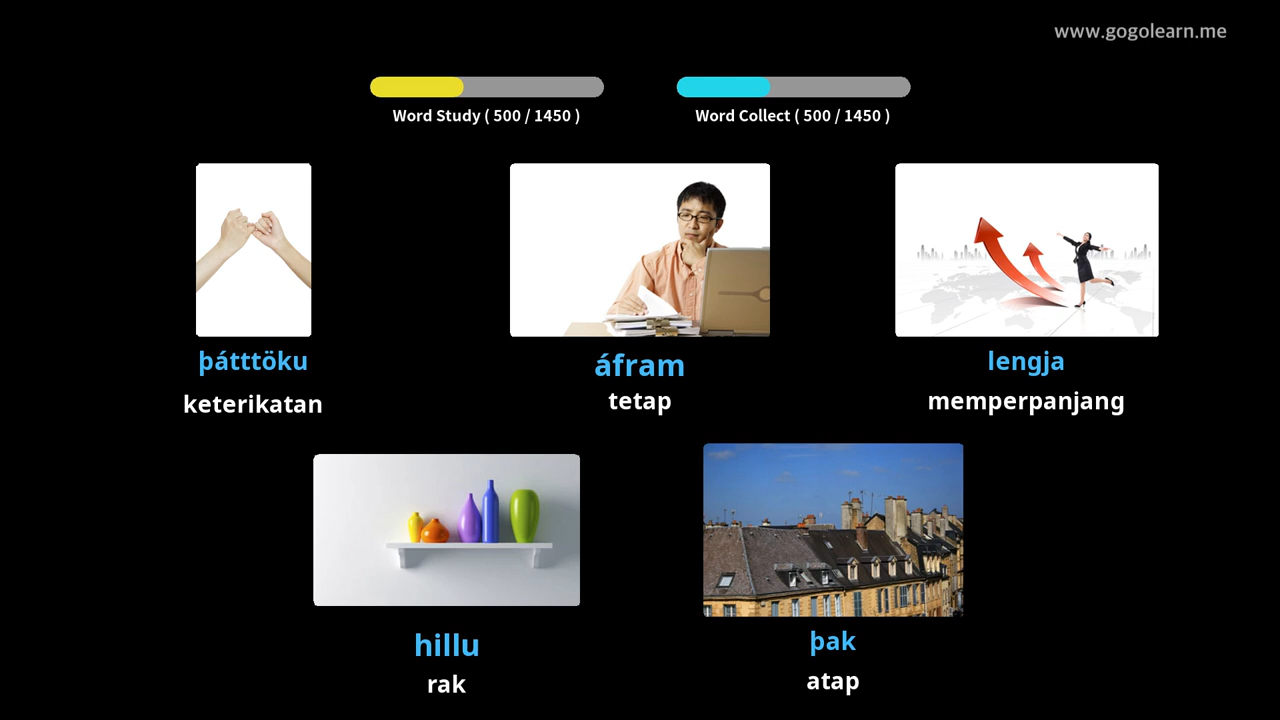 www.gogolearn.me
Word Study ( 500 / 1450 )
Word Collect ( 500 / 1450 )
þátttöku
keterikatan
áfram
tetap
lengja
memperpanjang
hillu
rak
þak
atap